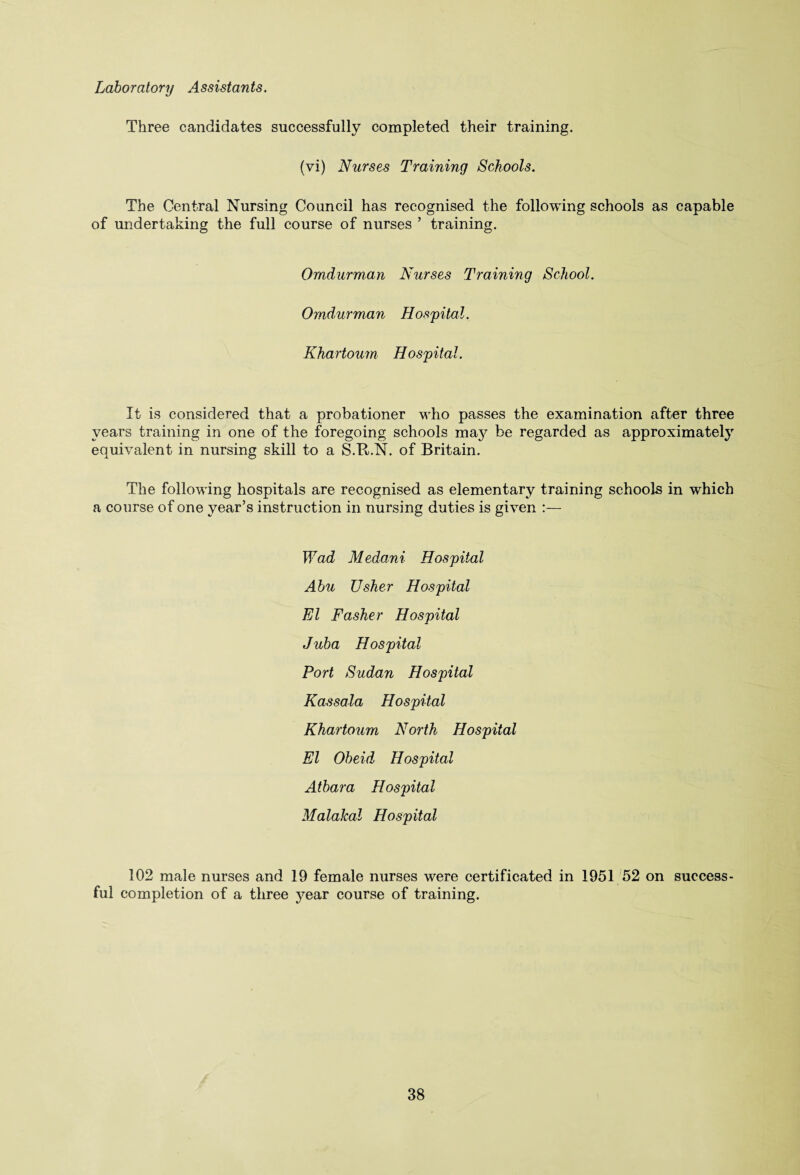 Laboratory Assistants.
Three candidates successfully completed their training.
(vi) Nurses Training Schools.
The Central Nursing Council has recognised the following schools as capable
of undertaking the full course of nurses ’ training.
Omdurman Nurses Training School.
Omdurman Hospital.
Khartoum Hospital.
It is considered that a probationer who passes the examination after three
years training in one of the foregoing schools may be regarded as approximately
equivalent in nursing skill to a S.R.N. of Britain.
The following hospitals are recognised as elementary training schools in which
a course of one year’s instruction in nursing duties is given :—
Wad Medani Hospital
Abu Usher Hospital
El Fasher Hospital
Juba Hospital
Port Sudan Hospital
Kassala Hospital
Khartoum North Hospital
El Obeid Hospital
Atbara Hospital
Malakal Hospital
102 male nurses and 19 female nurses were certificated in 1951/52 on success-
ful completion of a three year course of training.
38